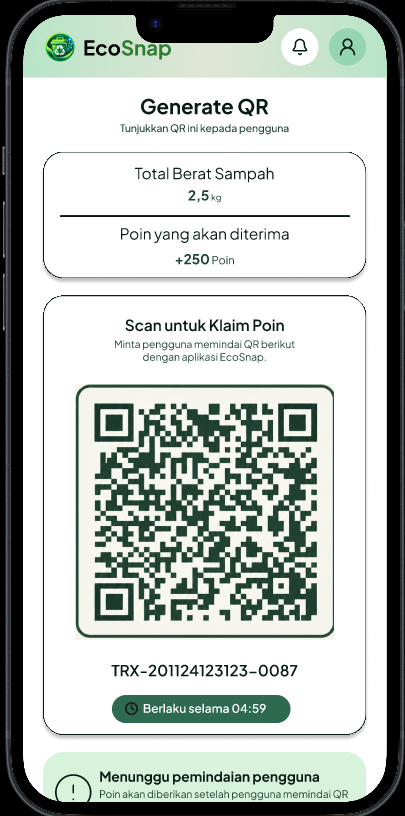 EcoSnap
Generate QR
Tunjukkan QR ini kepada pengguna
Total Berat Sampah
2,5 kg
Poin yang akan diterima
+250 Poin
Scan untuk Klaim Poin
Minta pengguna memindai QR berikut
dengan aplikasi EcoSnap.
TRX-201124123123-0087
Berlaku selama 04:59
Menunggu pemindaian pengguna
Poin akan diberikan setelah pengguna memindai QR